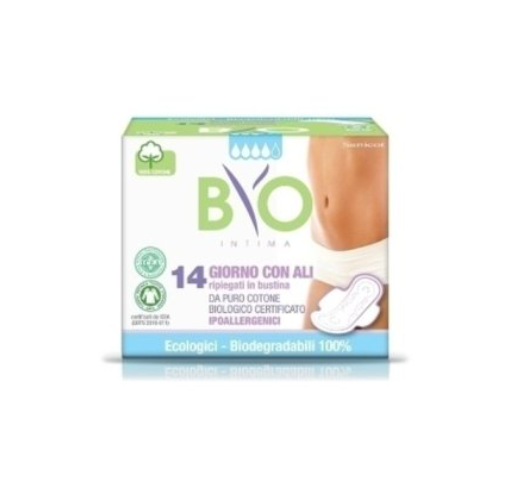 BYO
INTIMA
14 GIORNO CON ALI
ripiegati in bustina
DA PURO COTONE
BIOLOGICO CERTIFICATO
IPOALLERGENICI
Ecologici - Biodegradabili 100%